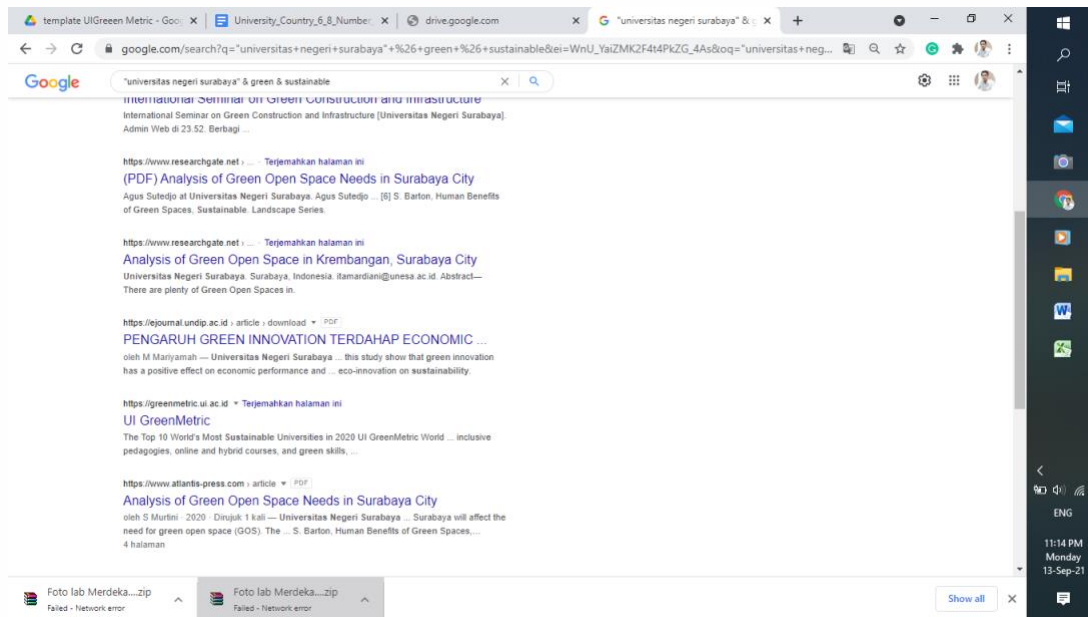 template UIGreeen Metric - Goo
University_Country_6_8_Number
drive.google.com
"universitas negeri surabaya" & g
google.com/search?q="universitas+negeri+surabaya"+%26+green+%26+sustainable&ei=WnU_YaiZMK2F4t4PkZG_4As&oq="universitas+neg...
Google
"universitas negeri surabaya" & green & sustainable
International Seminar on Green Construction and Infrastructure
International Seminar on Green Construction and Infrastructure [Universitas Negeri Surabaya].
Admin Web di 23.52. Berbagi ...
https://www.researchgate.net › ... · Terjemahkan halaman ini
(PDF) Analysis of Green Open Space Needs in Surabaya City
Agus Sutedjo at Universitas Negeri Surabaya. Agus Sutedjo ... [6] S. Barton, Human Benefits
of Green Spaces, Sustainable. Landscape Series.
https://www.researchgate.net › ... · Terjemahkan halaman ini
Analysis of Green Open Space in Krembangan, Surabaya City
Universitas Negeri Surabaya. Surabaya, Indonesia. itamardiani@unesa.ac.id. Abstract—
There are plenty of Green Open Spaces in.
https://ejournal.undip.ac.id › article › download PDF
PENGARUH GREEN INNOVATION TERDAHAP ECONOMIC ...
oleh M Mariyamah — Universitas Negeri Surabaya ... this study show that green innovation
has a positive effect on economic performance and ... eco-innovation on sustainability.
https://greenmetric.ui.ac.id Terjemahkan halaman ini
UI GreenMetric
The Top 10 World's Most Sustainable Universities in 2020 UI GreenMetric World ... inclusive
pedagogies, online and hybrid courses, and green skills, ...
https://www.atlantis-press.com › article PDF
Analysis of Green Open Space Needs in Surabaya City
oleh S Murtini · 2020 · Dirujuk 1 kali — Universitas Negeri Surabaya ... Surabaya will affect the
need for green open space (GOS). The ... S. Barton, Human Benefits of Green Spaces,...
4 halaman
Foto lab Merdeka....zip
Failed - Network error
Foto lab Merdeka....zip
Failed - Network error
Show all
ENG
11:14 PM
Monday
13-Sep-21